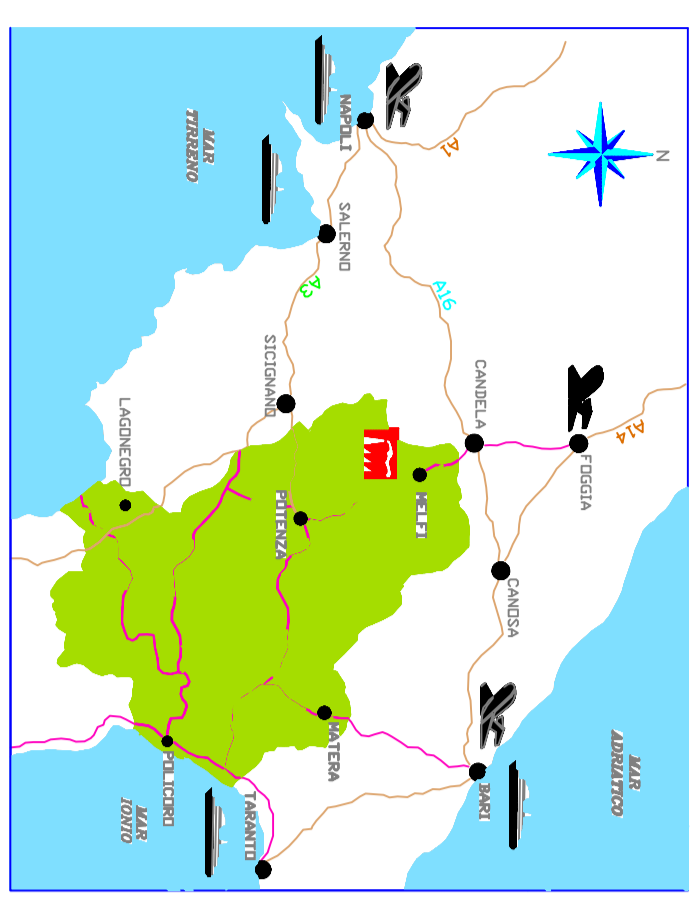 N
A1
NAPOLI
MAR
TIRRENO
SALERNO
A3
A16
SICIGNANO
CANDELA
LAGONEGRO
A14
FOGGIA
MELFI
POTENZA
CANOSA
MATERA
MAR
ADRIATICO
BARI
POLICORO
TARANTO
MAR
IONIO